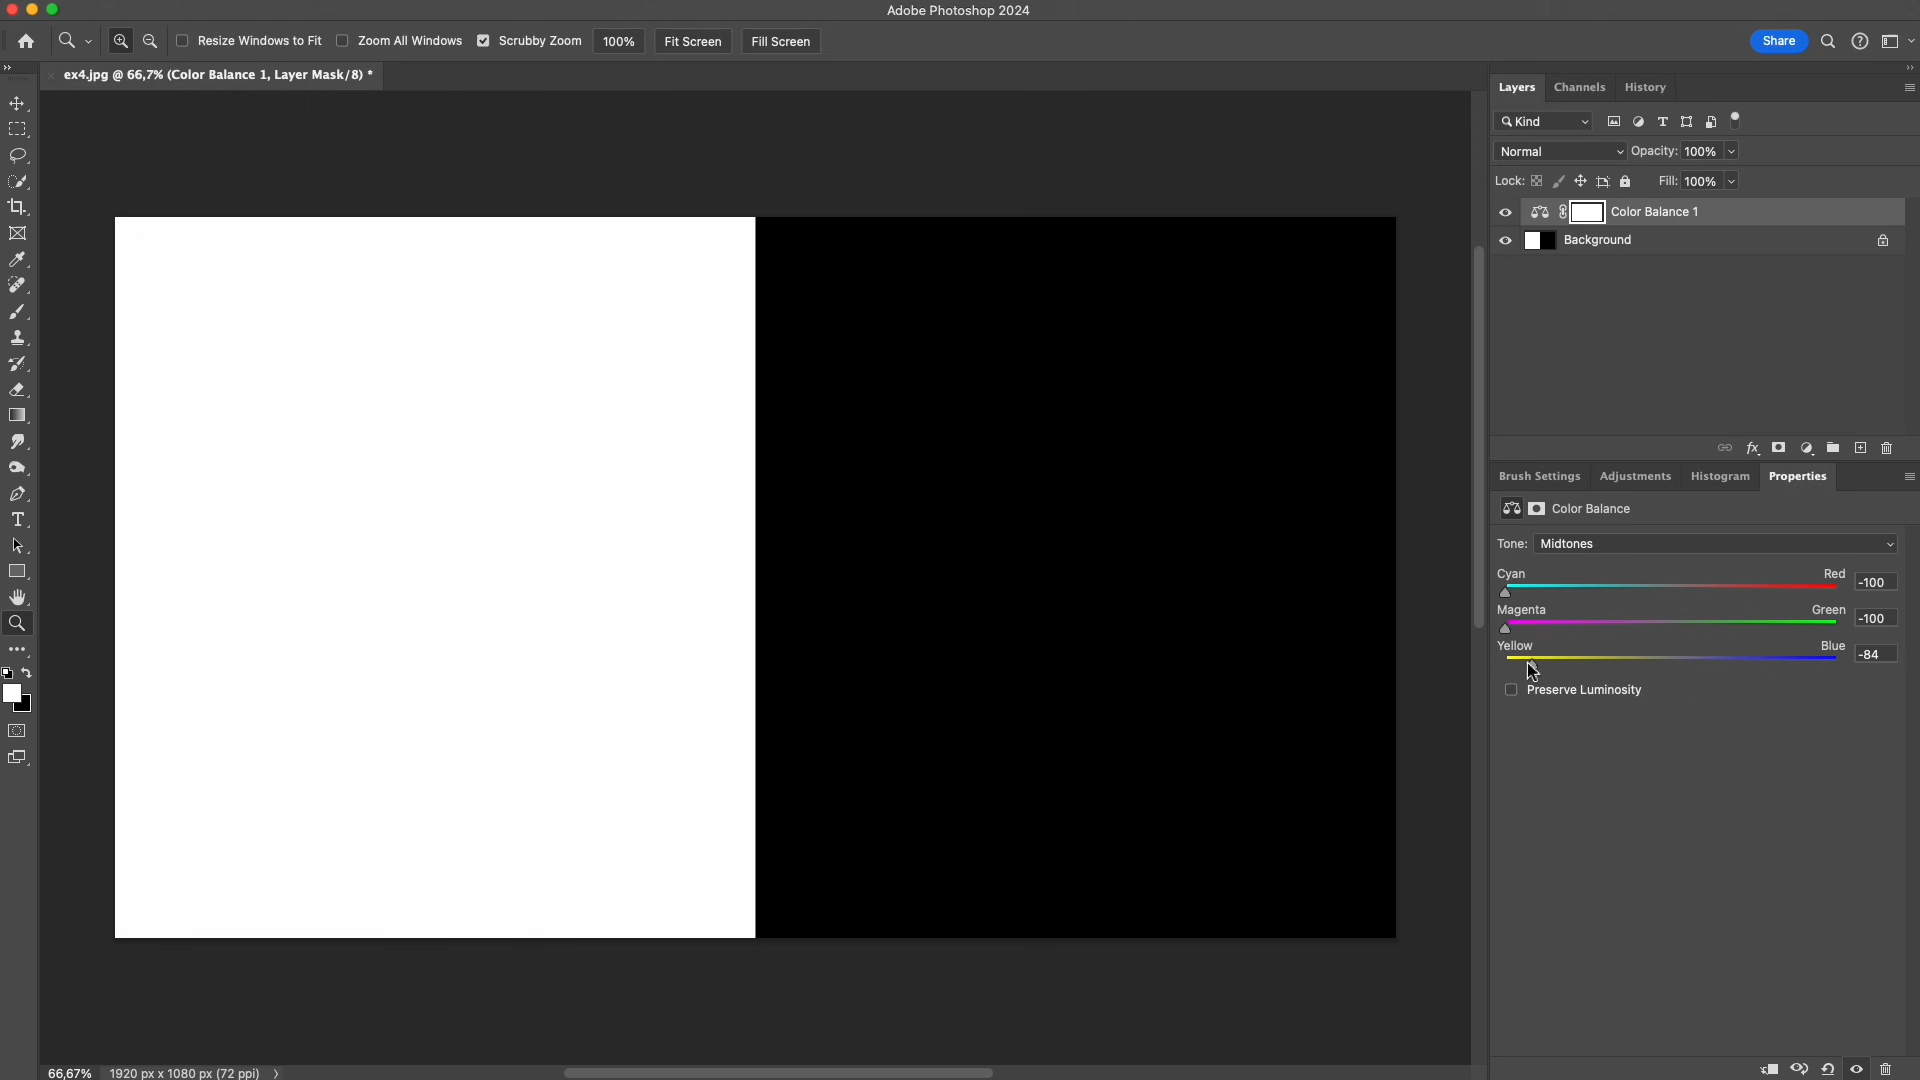 Adobe Photoshop 2024
Resize Windows to Fit Zoom All Windows Scrubby Zoom 100% Fit Screen Fill Screen Share
ex4.jpg @ 66,7% (Color Balance 1, Layer Mask/8) *
Layers Channels History
Kind
Normal Opacity: 100%
Lock: Fill: 100%
Color Balance 1
Background
fx
Brush Settings Adjustments Histogram Properties
Color Balance
Tone: Midtones
Cyan Red -100
Magenta Green -100
Yellow Blue -84
Preserve Luminosity
66,67% 1920 px x 1080 px (72 ppi)